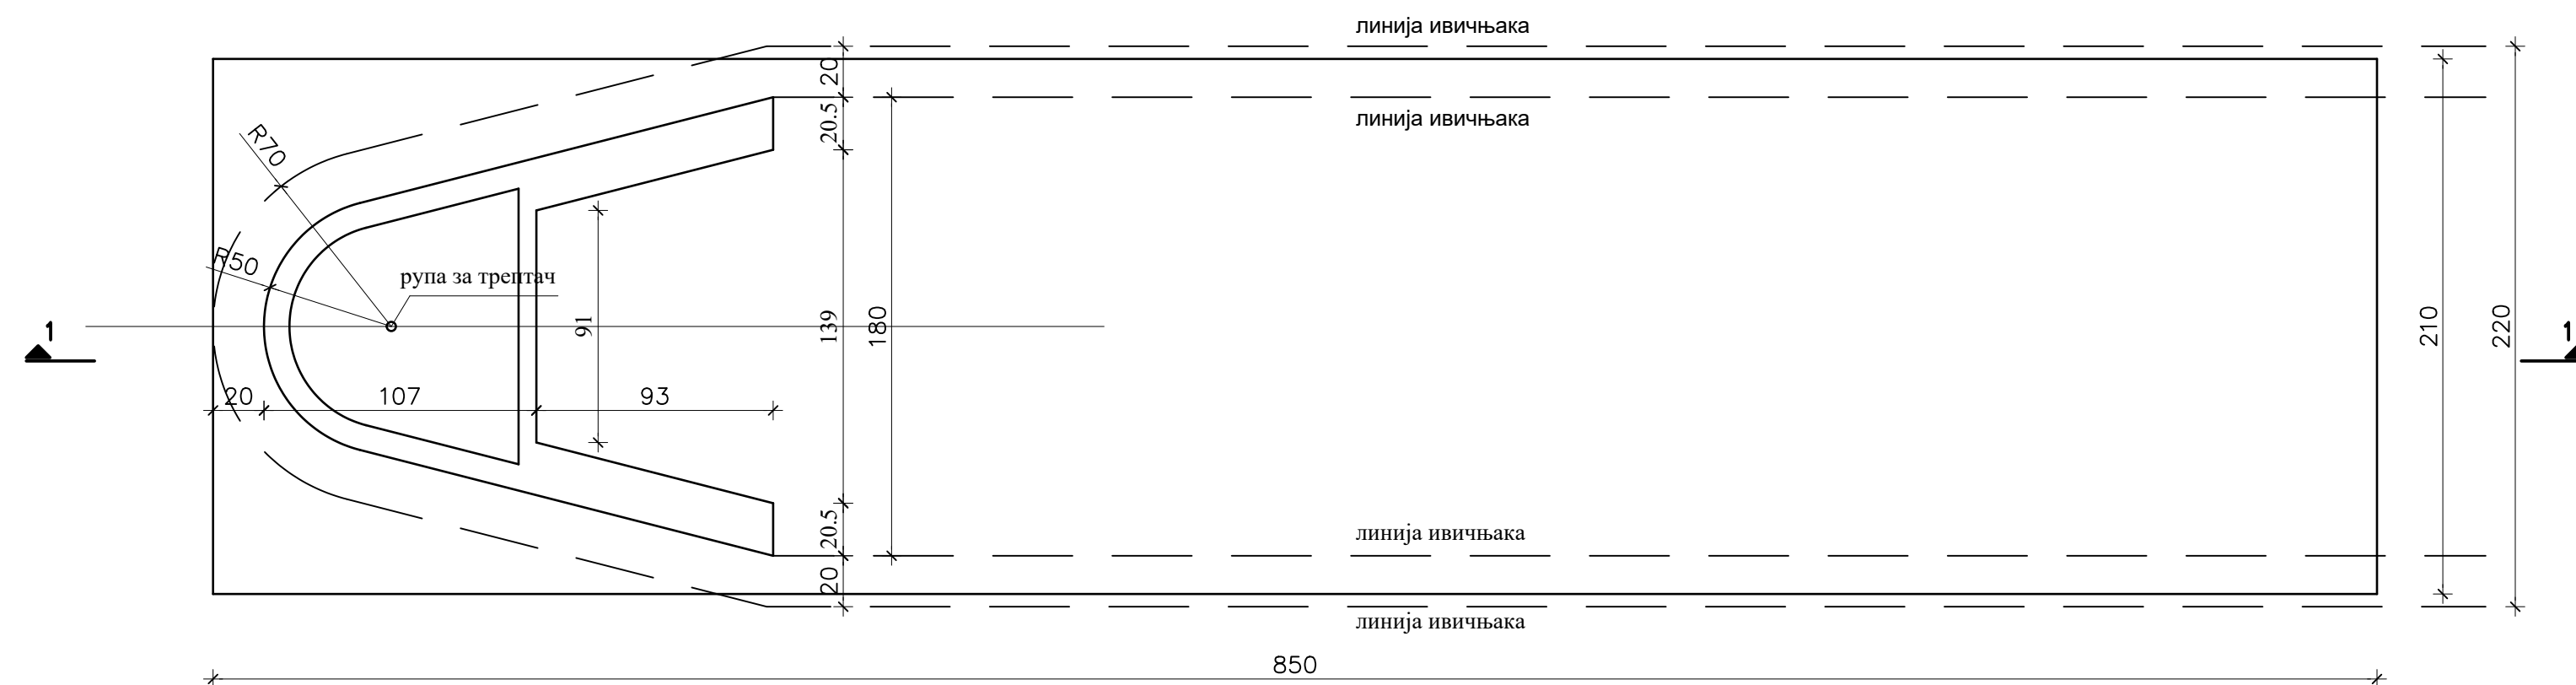 линија ивичњака
20
линија ивичњака
20.5
R70
R50
рупа за трептач
91
139
180
210
220
1
1
20
107
93
20.5
линија ивичњака
20
линија ивичњака
850